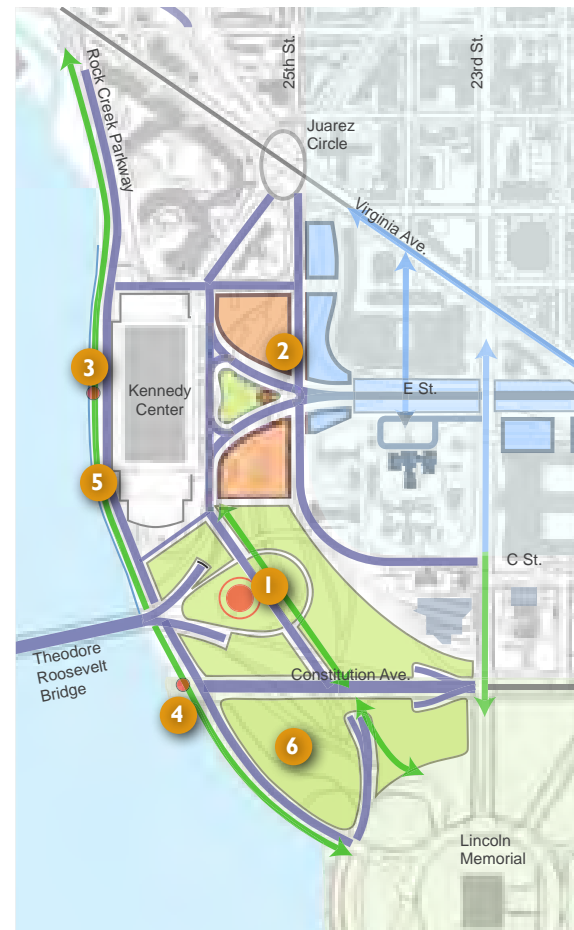 Rock Creek Parkway
25th St.
23rd St.
Juarez
Circle
Virginia Ave.
2
3
Kennedy
Center
E St.
5
C St.
1
Theodore
Roosevelt
Bridge
Constitution Ave.
4
6
Lincoln
Memorial